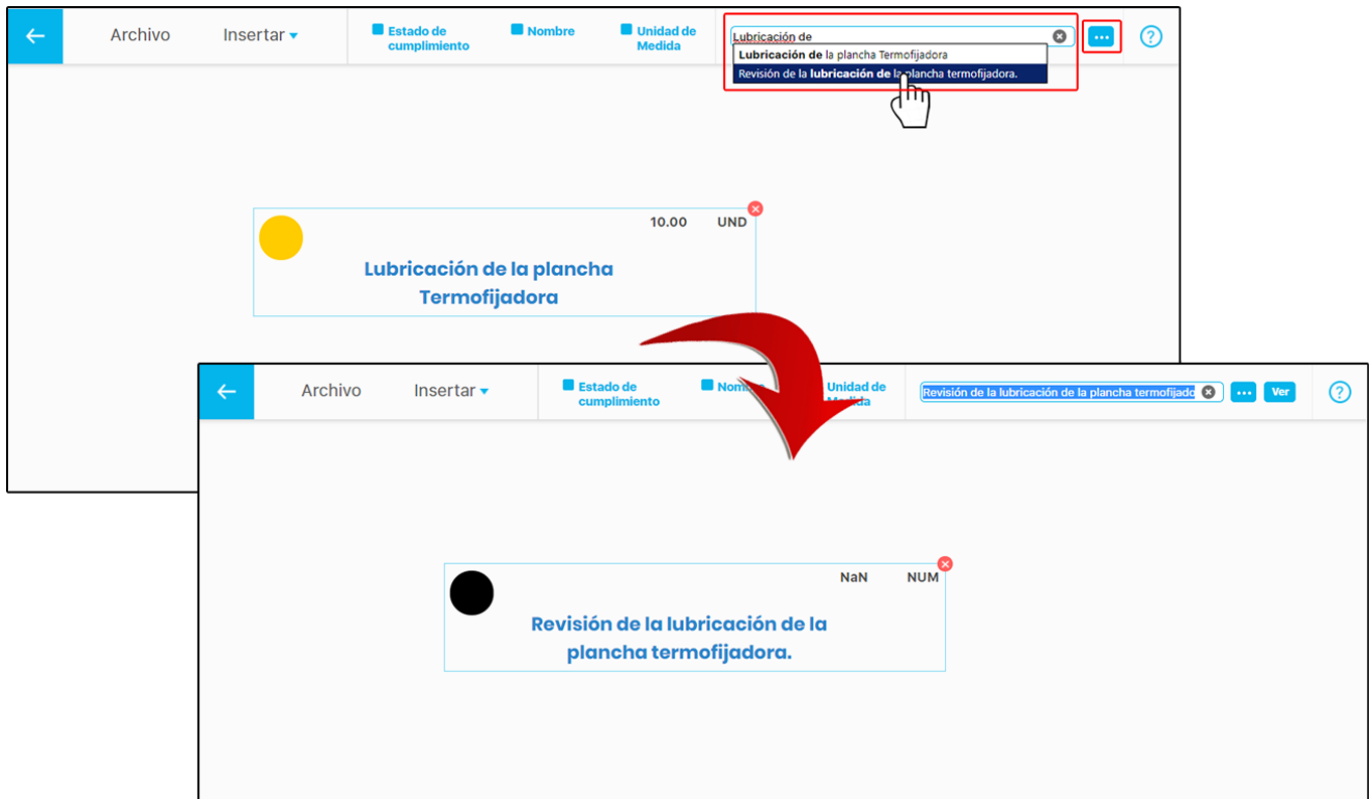 Archivo Insertar Estado de cumplimiento Nombre Unidad de Medida Lubricación de ...
Lubricación de la plancha Termofijadora
Revisión de la lubricación de la plancha termofijadora.
10.00 UND
Lubricación de la plancha
Termofijadora
Archivo Insertar Estado de cumplimiento Unidad de Revisión de la lubricación de la plancha termofijado ... Ver ?
NaN NUM
Revisión de la lubricación de la
plancha termofijadora.